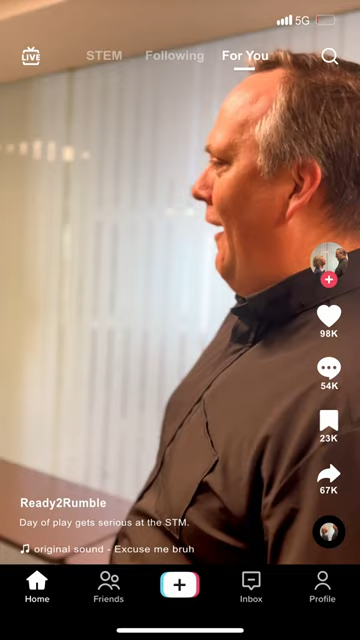 5G
LIVE
STEM
Following
For You
98K
54K
23K
67K
Ready2Rumble
Day of play gets serious at the STM.
original sound - Excuse me bruh
Home
Friends
Inbox
Profile